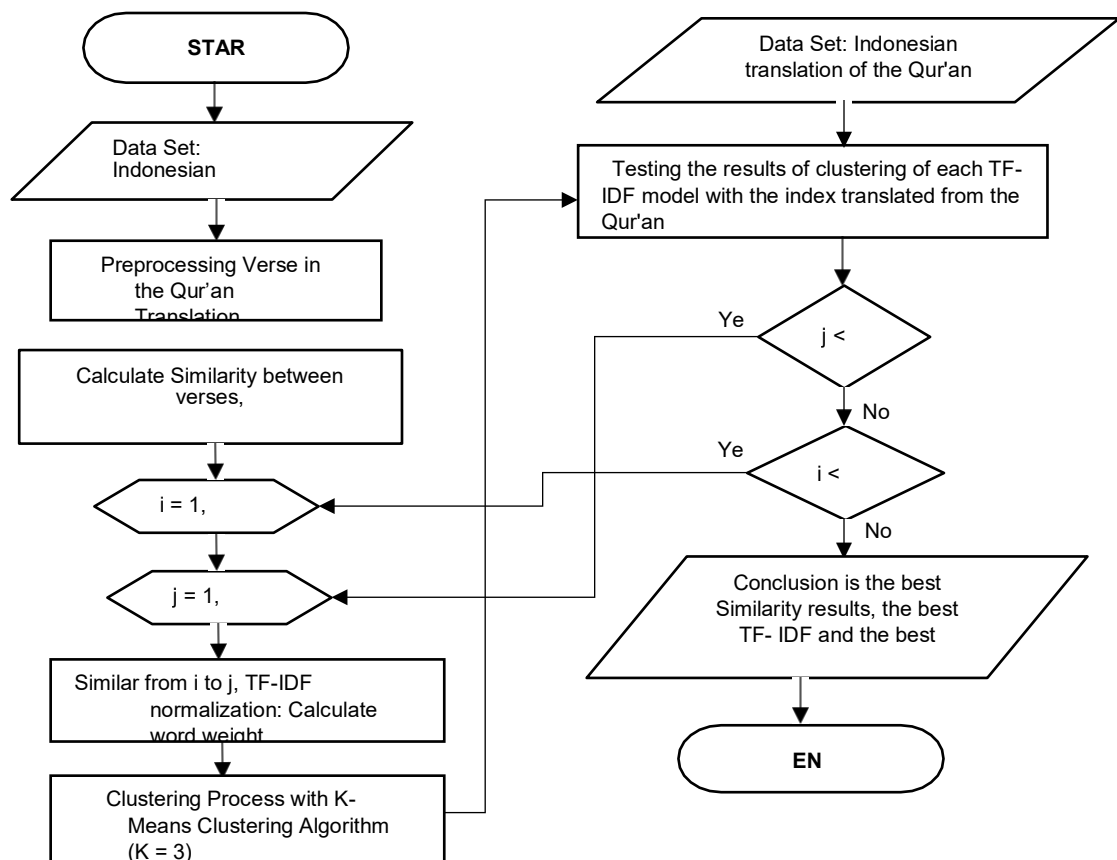 STAR
Data Set:
Indonesian
Preprocessing Verse in
the Qur'an
Translation
Calculate Similarity between
verses,
i = 1,
j = 1,
Similar from i to j, TF-IDF
normalization: Calculate
word weight
Clustering Process with K-
Means Clustering Algorithm
(K = 3)
Data Set: Indonesian
translation of the Qur'an
Testing the results of clustering of each TF-
IDF model with the index translated from the
Qur'an
Ye
j <
No
Ye
i <
No
Conclusion is the best
Similarity results, the best
TF- IDF and the best
EN